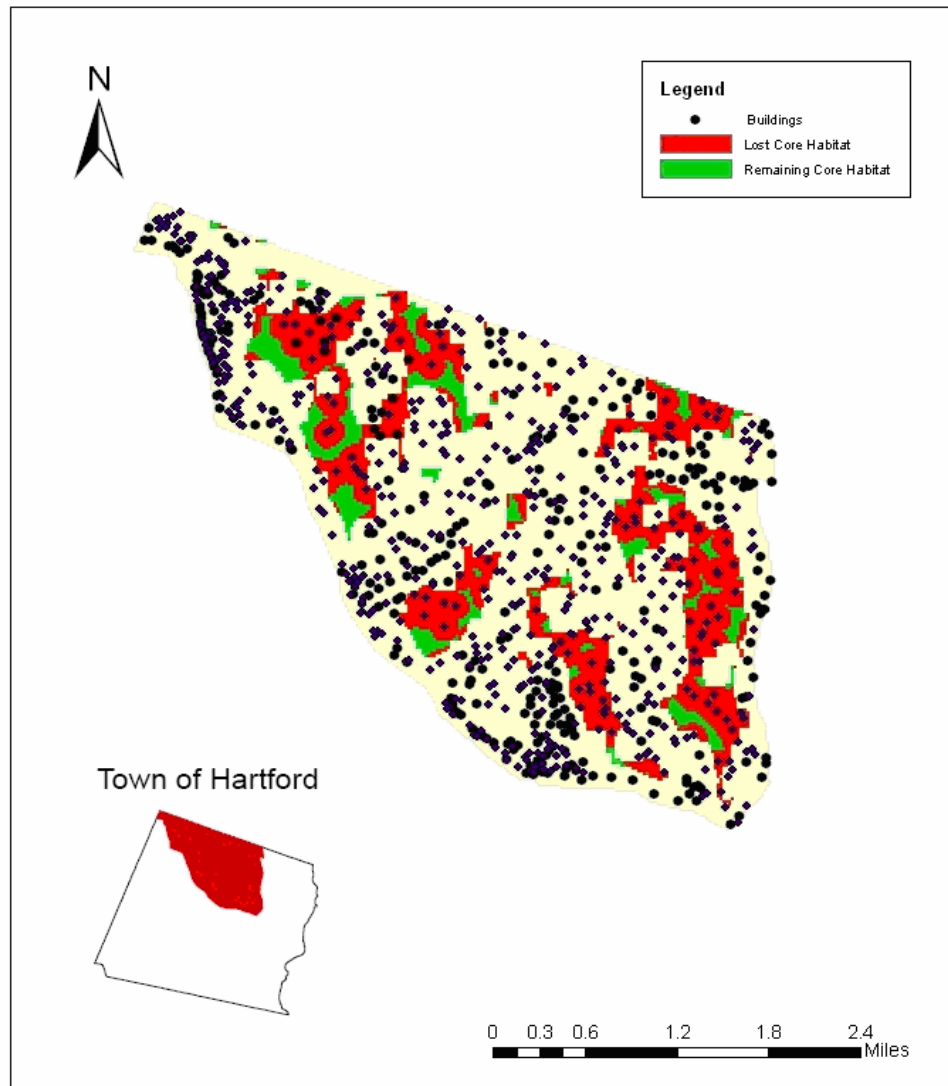 N
Legend
Buildings
Lost Core Habitat
Remaining Core Habitat
Town of Hartford
0 0.3 0.6 1.2 1.8 2.4
Miles